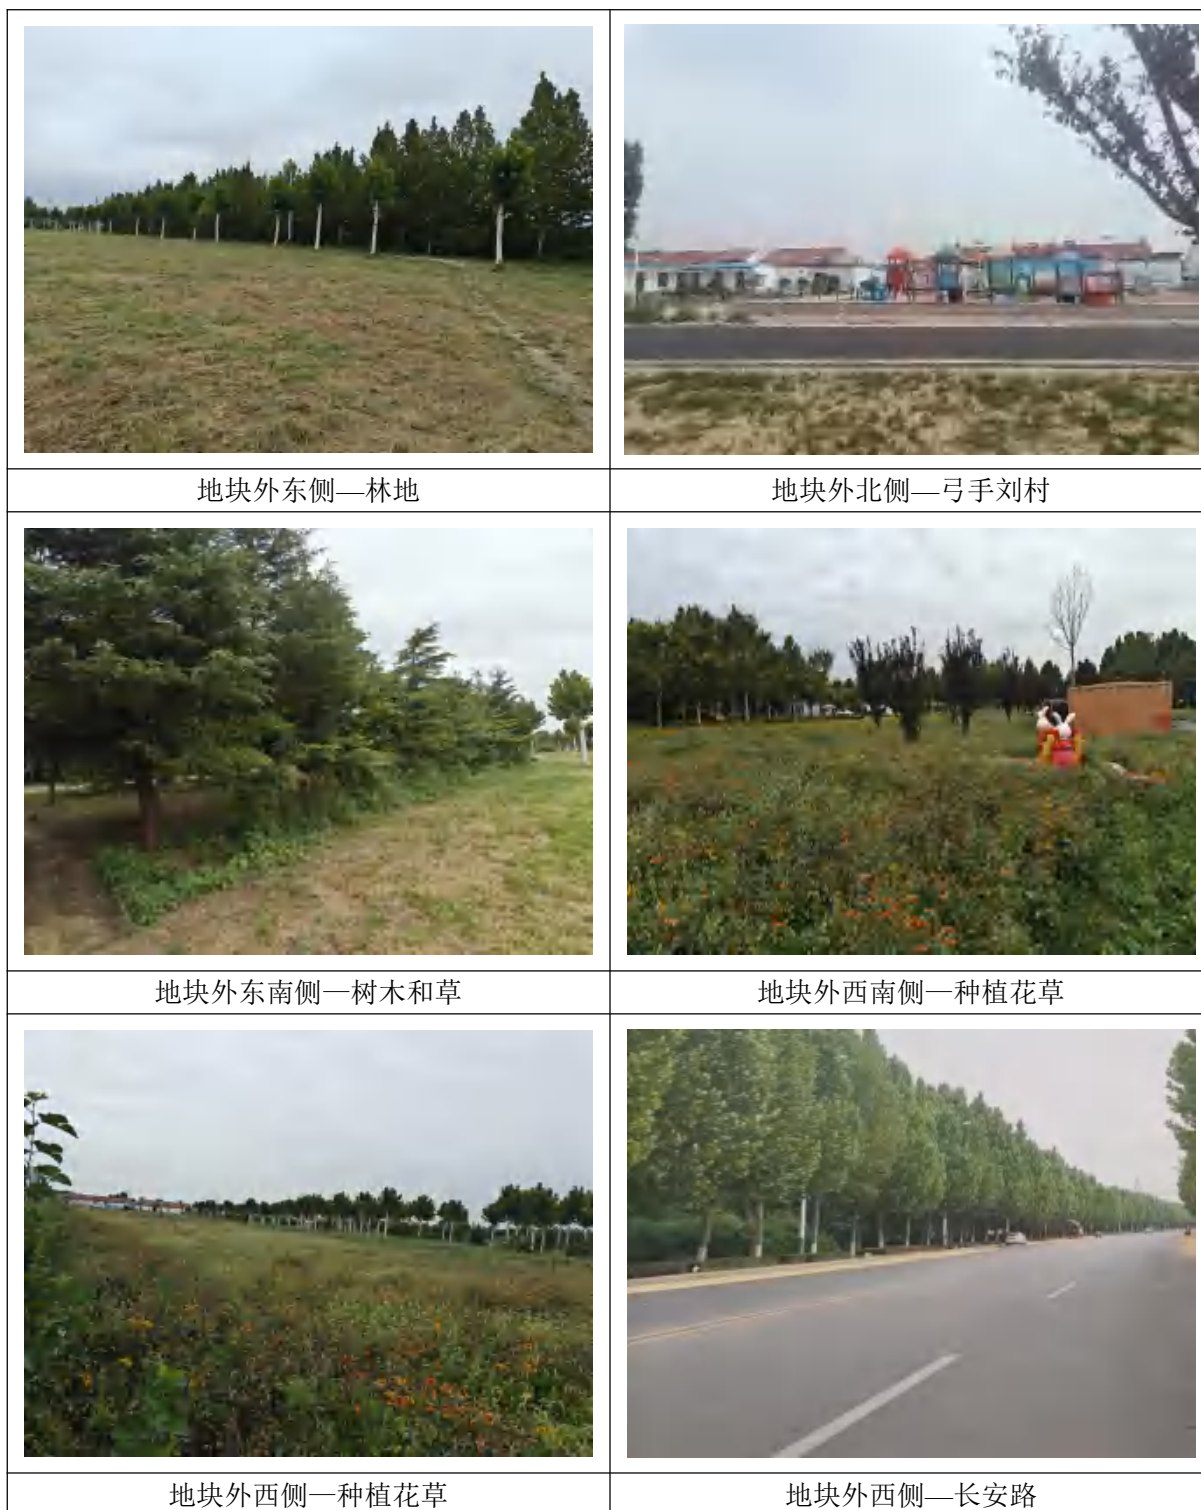 地块外东侧—林地
地块外北侧—弓手刘村
地块外东南侧—树木和草
地块外西南侧—种植花草
地块外西侧—种植花草
地块外西侧—长安路